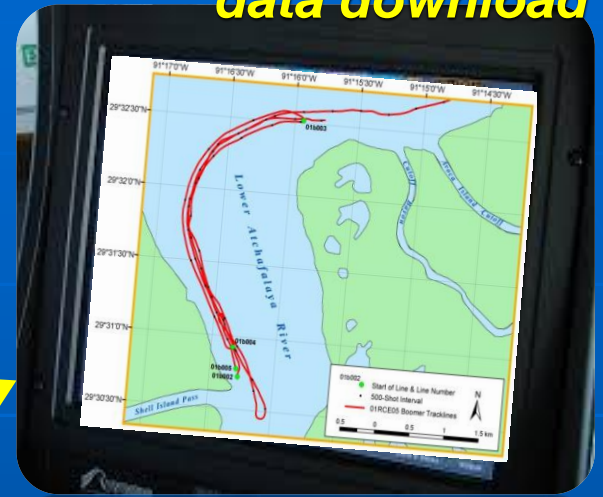 data download
91°17'0"W 91°16'30"W 91°16'0"W 91°15'30"W 91°15'0"W 91°14'30"W
29°32'30"N
01b003
Cutoff
Avoca Island Cutoff
29°32'0"N
Lower Atchafalaya River
29°31'30"N
29°31'0"N
01b004
01b005
01b002
29°30'30"N
Shell Island Pass
01b002
Start of Line & Line Number
500-Shot Interval
01RCE05 Boomer Tracklines
N
0.5 0 0.5 1 1.5 km